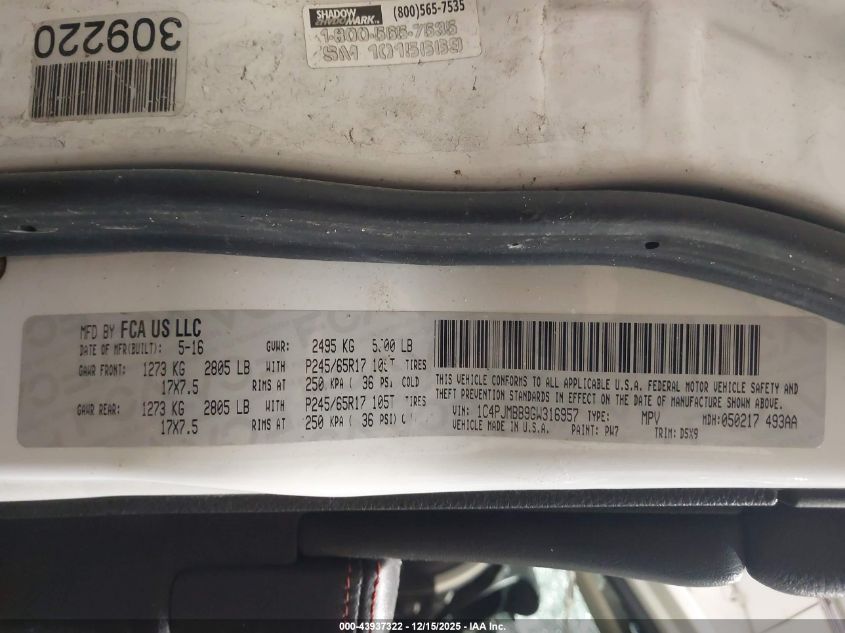 309220
SHADOW MARK. (800)565-7535
1-800-565-7535
SM 1015669
MFD BY FCA US LLC
DATE OF MFR(BUILT): 5-16 GVWR: 2495 KG LB
GAWR FRONT: 1273 KG 2805 LB WITH P245/65R17 105T TIRES
17X7.5 RIMS AT 250 KPA ( 36 PSI COLD
GAWR REAR: 1273 KG 2805 LB WITH P245/65R17 105T TIRES
17X7.5 RIMS AT 250 KPA ( 36 PSI)
THIS VEHICLE CONFORMS TO ALL APPLICABLE U.S.A. FEDERAL MOTOR VEHICLE SAFETY AND
THEFT PREVENTION STANDARDS IN EFFECT ON THE DATE OF MANUFACTURE SHOWN ABOVE.
VIN: 1C4PJMBB9GW316957 TYPE: MPV MDH:050217 493AA
VEHICLE MADE IN U.S.A. PAINT: PW7 TRIM: D5X9
000-43937322 - 12/15/2025 - IAA Inc.